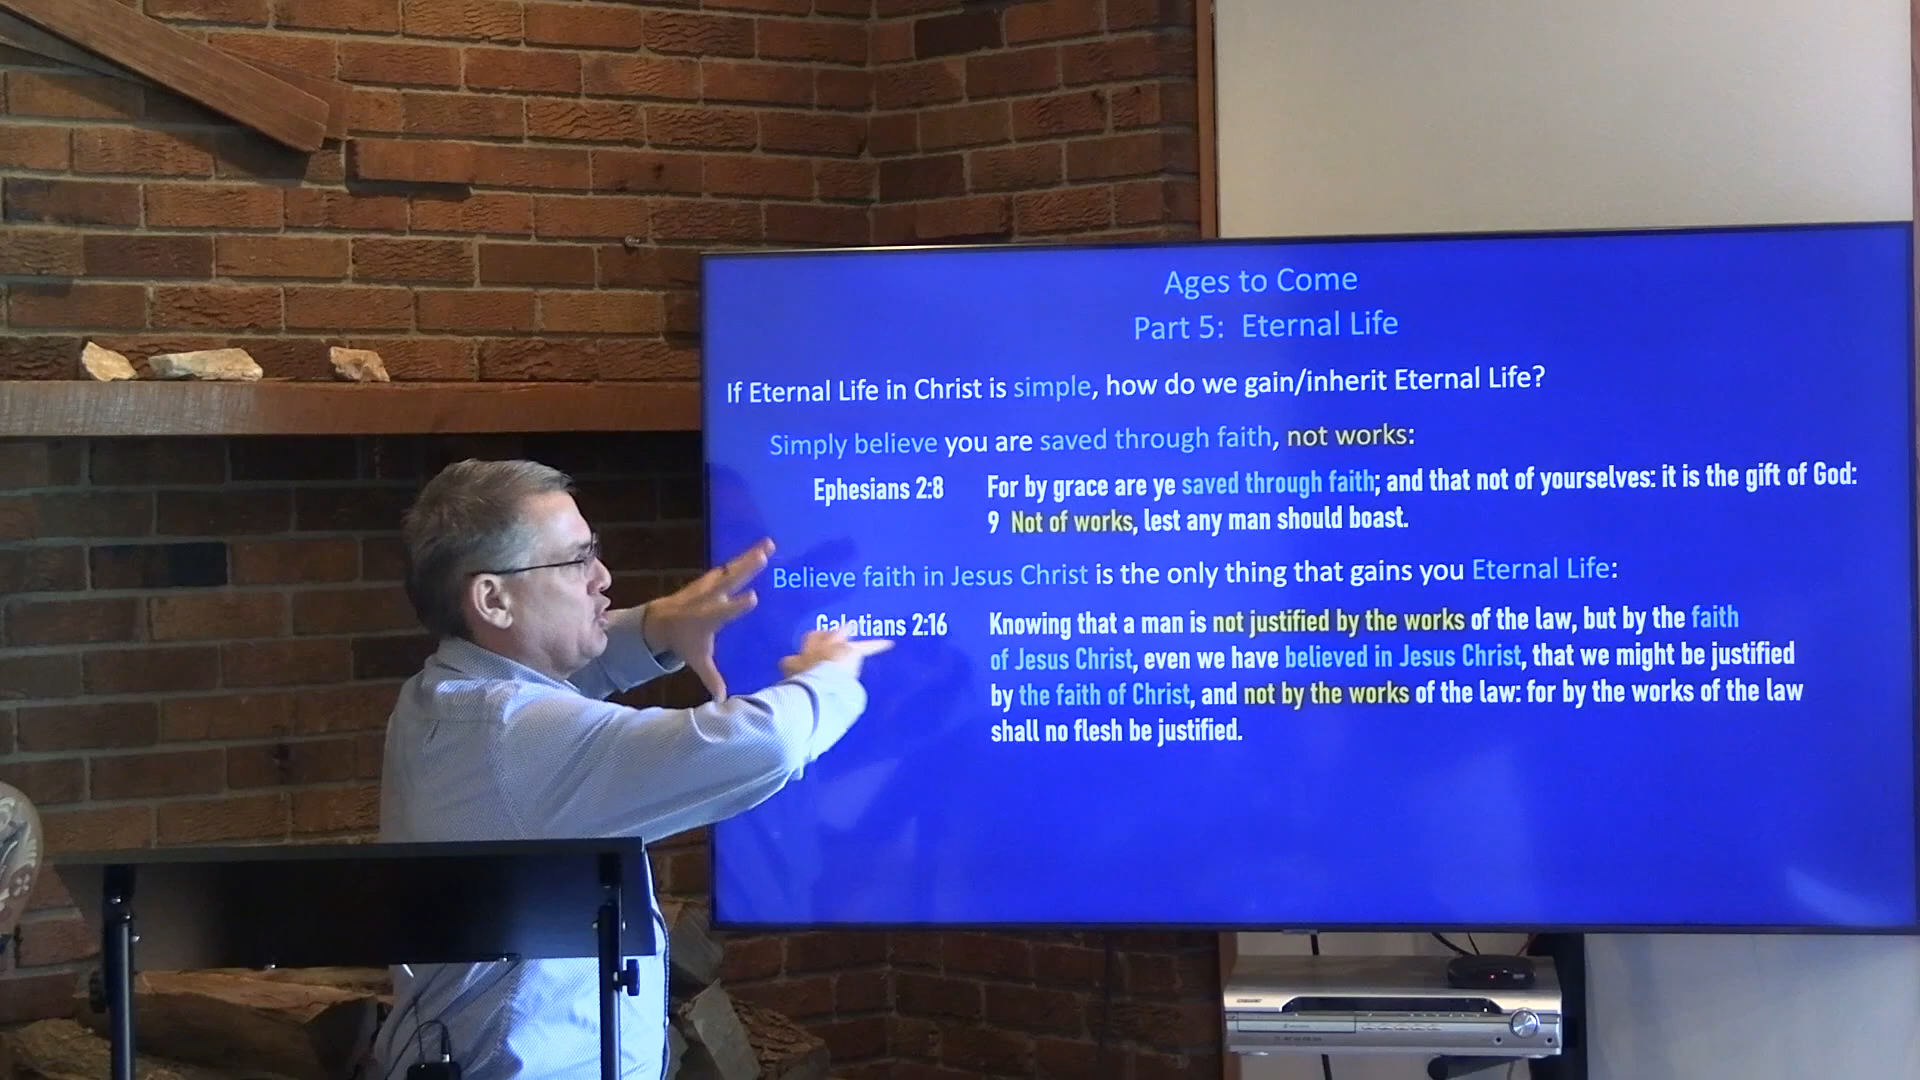 Ages to Come
Part 5: Eternal Life
If Eternal Life in Christ is simple, how do we gain/inherit Eternal Life?
Simply believe you are saved through faith, not works:
Ephesians 2:8 For by grace are ye saved through faith; and that not of yourselves: it is the gift of God:
9 Not of works, lest any man should boast.
Believe faith in Jesus Christ is the only thing that gains you Eternal Life:
Galatians 2:16 Knowing that a man is not justified by the works of the law, but by the faith
of Jesus Christ, even we have believed in Jesus Christ, that we might be justified
by the faith of Christ, and not by the works of the law: for by the works of the law
shall no flesh be justified.